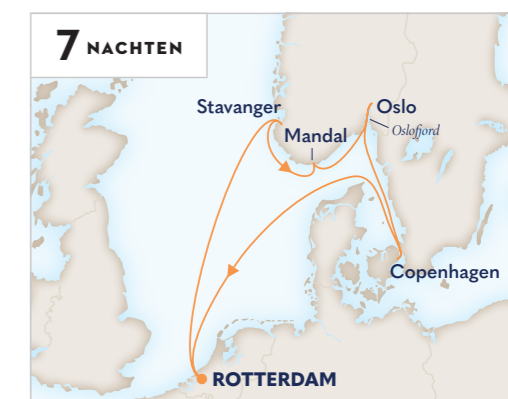 7 NACHTEN
Stavanger
Oslo
Oslofjord
Mandal
Copenhagen
ROTTERDAM